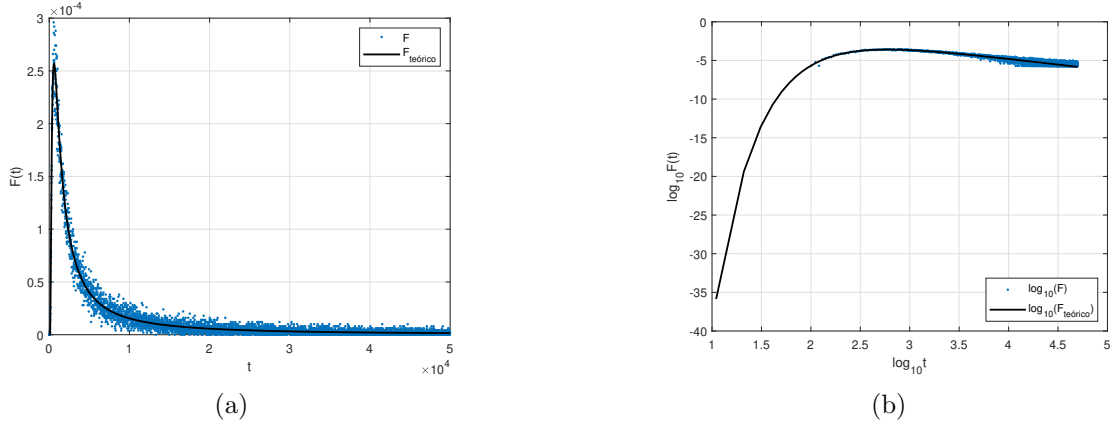 ×10⁻⁴
3
2.5
2
1.5
1
0.5
0
F(t)
F
F_teórico
0 1 2 3 4 5
t
×10⁴
(a)
0
-5
-10
-15
-20
-25
-30
-35
-40
log₁₀F(t)
log₁₀(F)
log₁₀(F_teórico)
1 1.5 2 2.5 3 3.5 4 4.5 5
log₁₀t
(b)